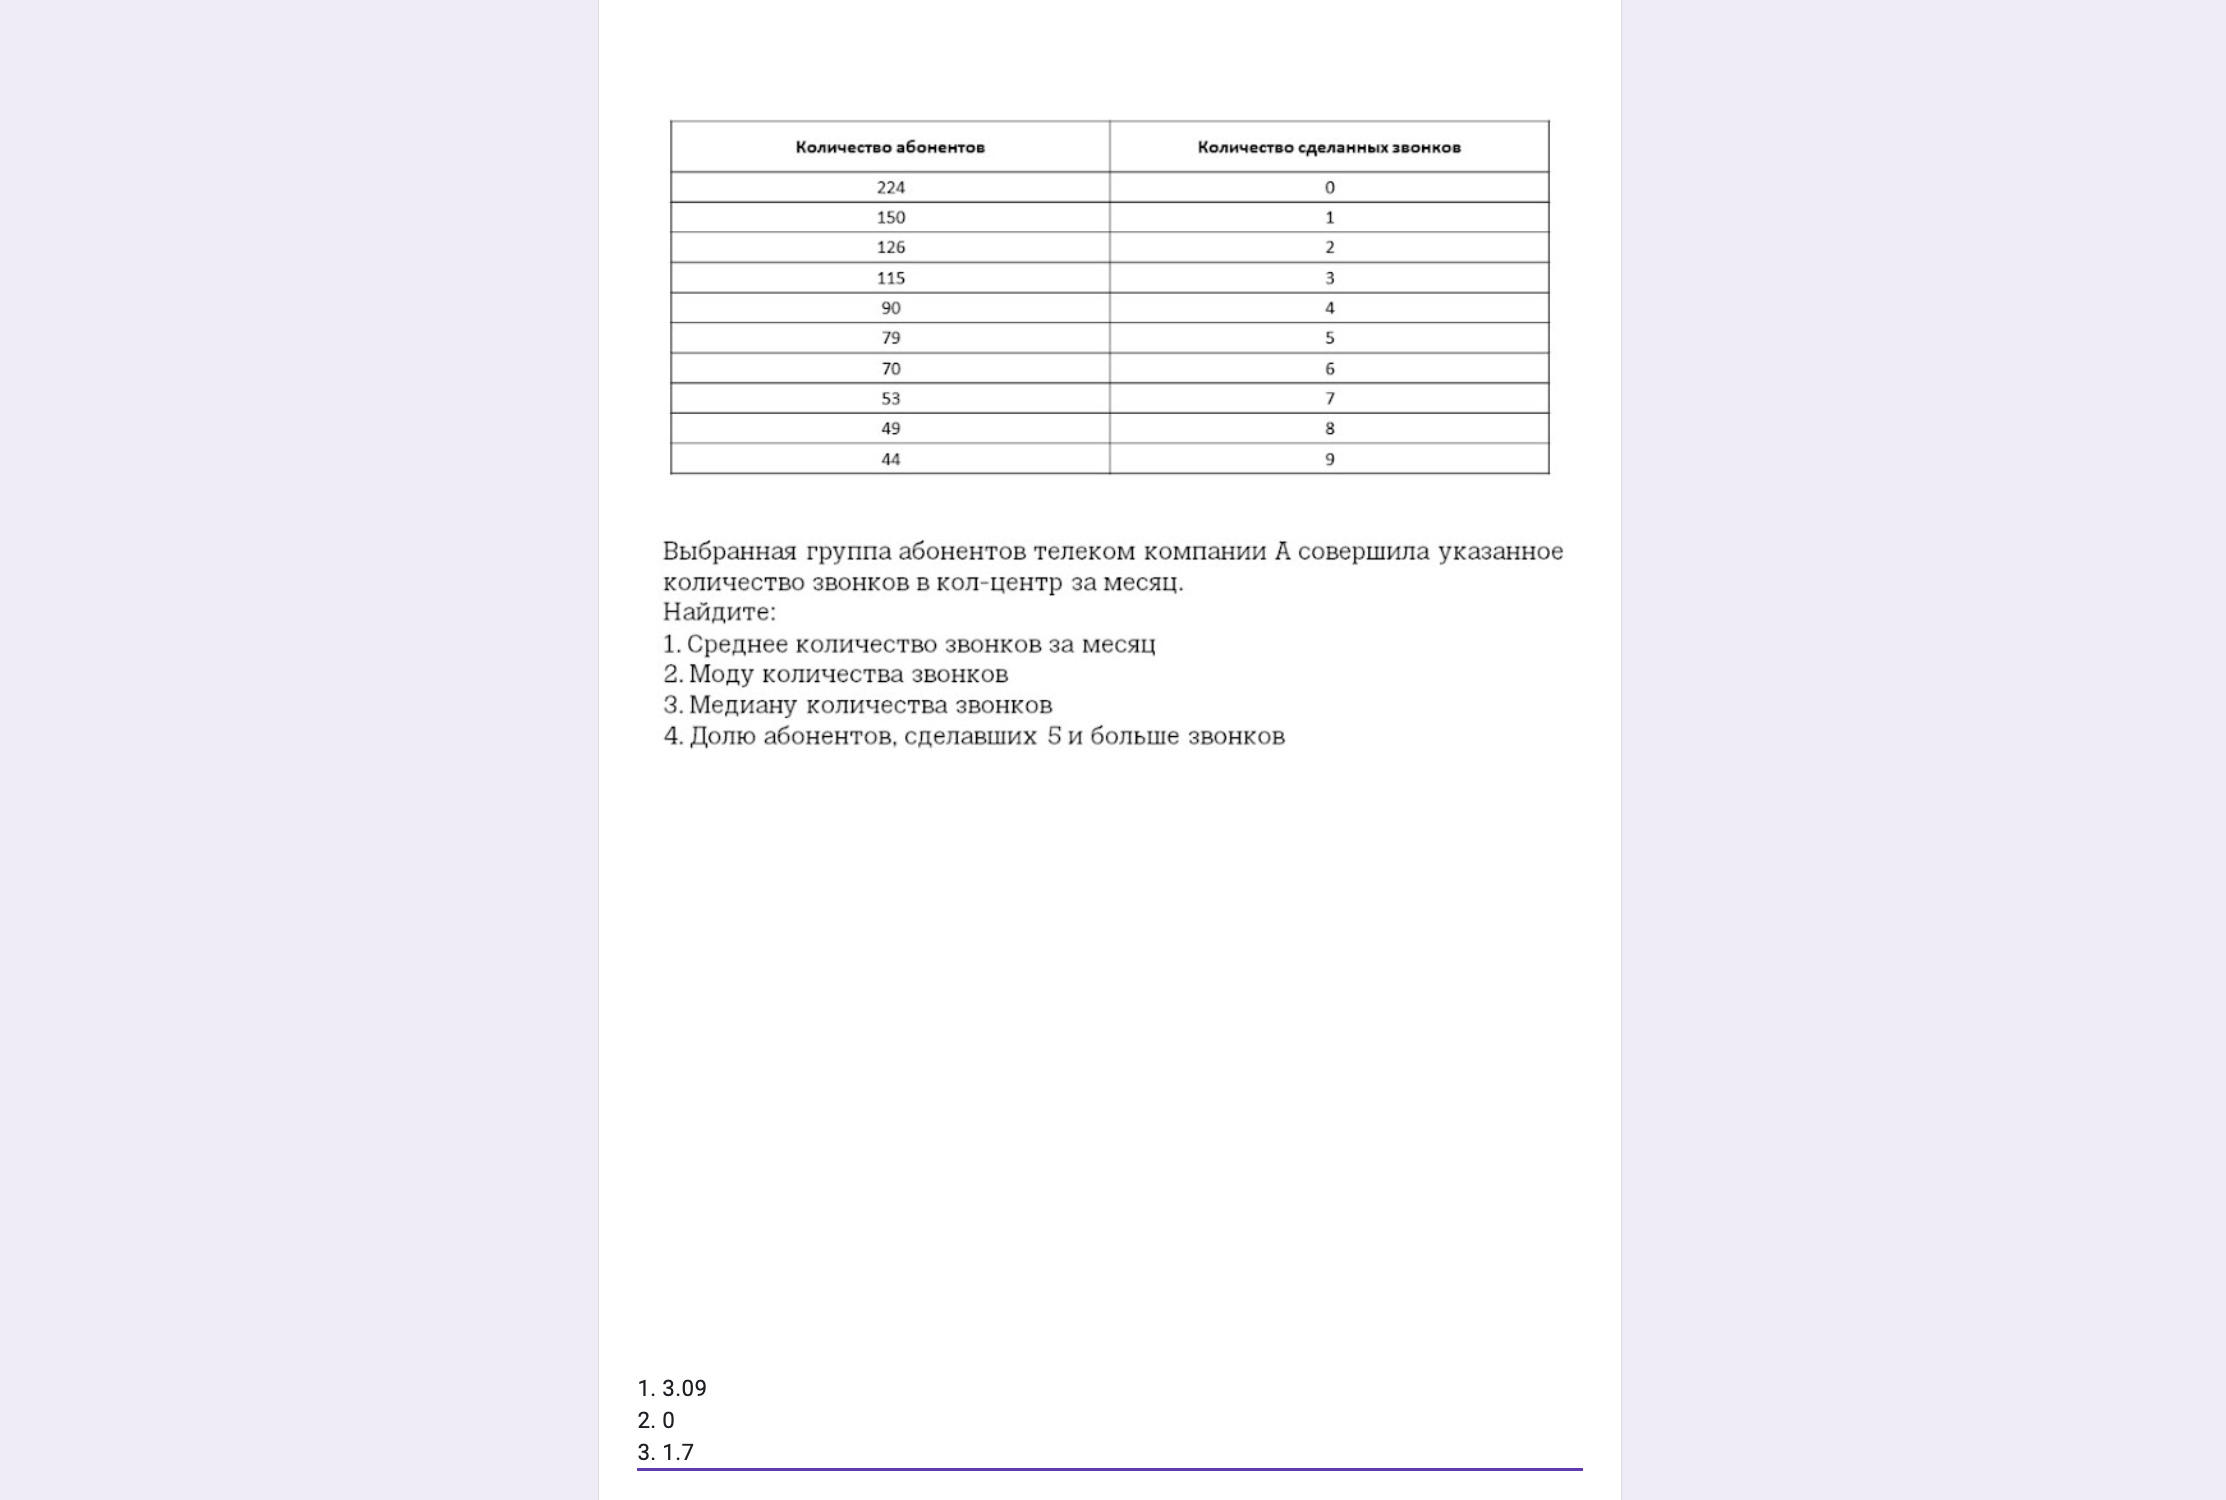 Количество абонентов Количество сделанных звонков
224 0
150 1
126 2
115 3
90 4
79 5
70 6
53 7
49 8
44 9
Выбранная группа абонентов телеком компании А совершила указанное
количество звонков в кол-центр за месяц.
Найдите:
1. Среднее количество звонков за месяц
2. Моду количества звонков
3. Медиану количества звонков
4. Долю абонентов, сделавших 5 и больше звонков
1. 3.09
2. 0
3. 1.7